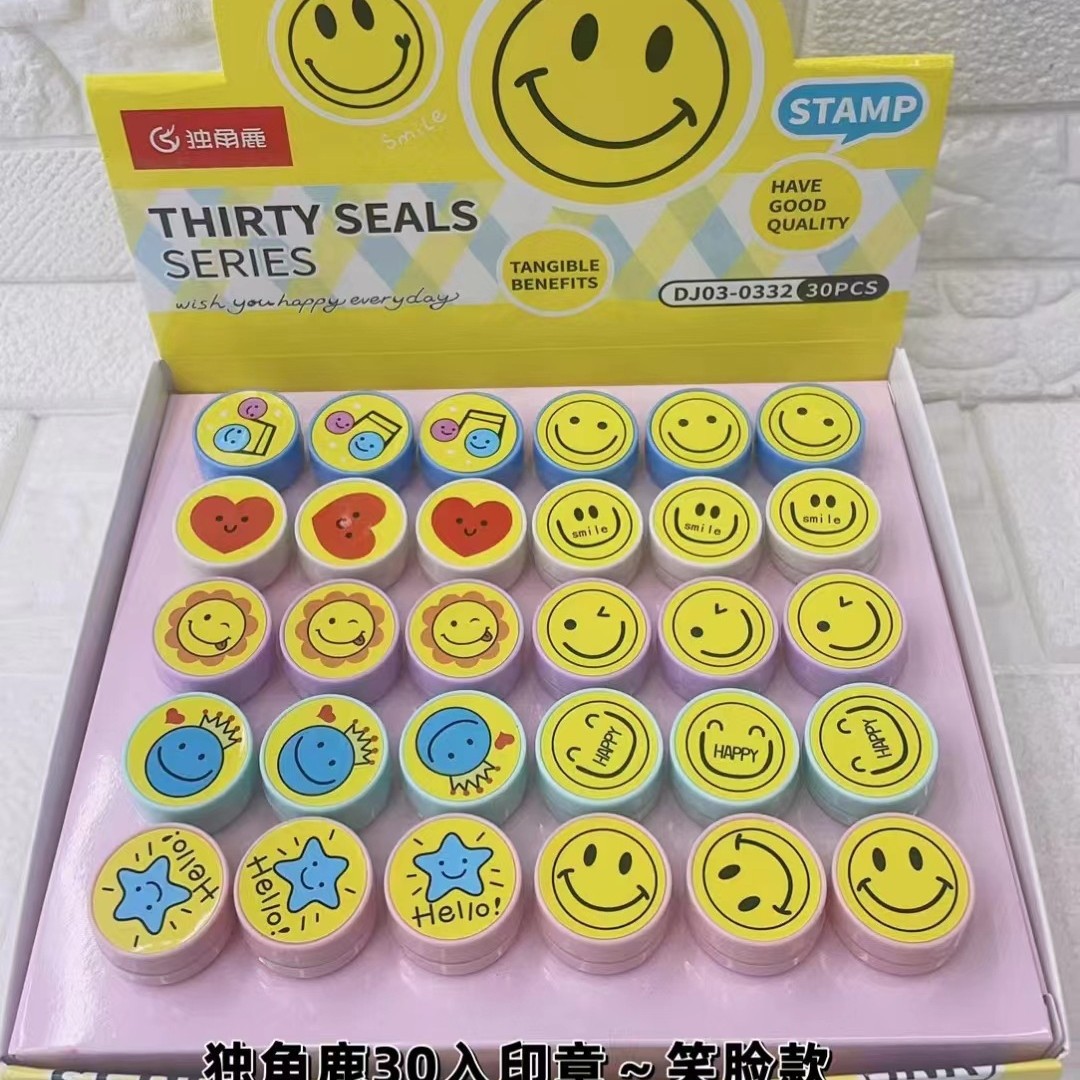 smile
独角鹿
STAMP
HAVE
GOOD
QUALITY
THIRTY SEALS
SERIES
wish you happy everyday
TANGIBLE
BENEFITS
DJ03-0332 30PCS
smile
smile
smile
HAPPY
HAPPY
HAPPY
Hello!
Hello!
Hello!
独角鹿30入印章~笑脸款